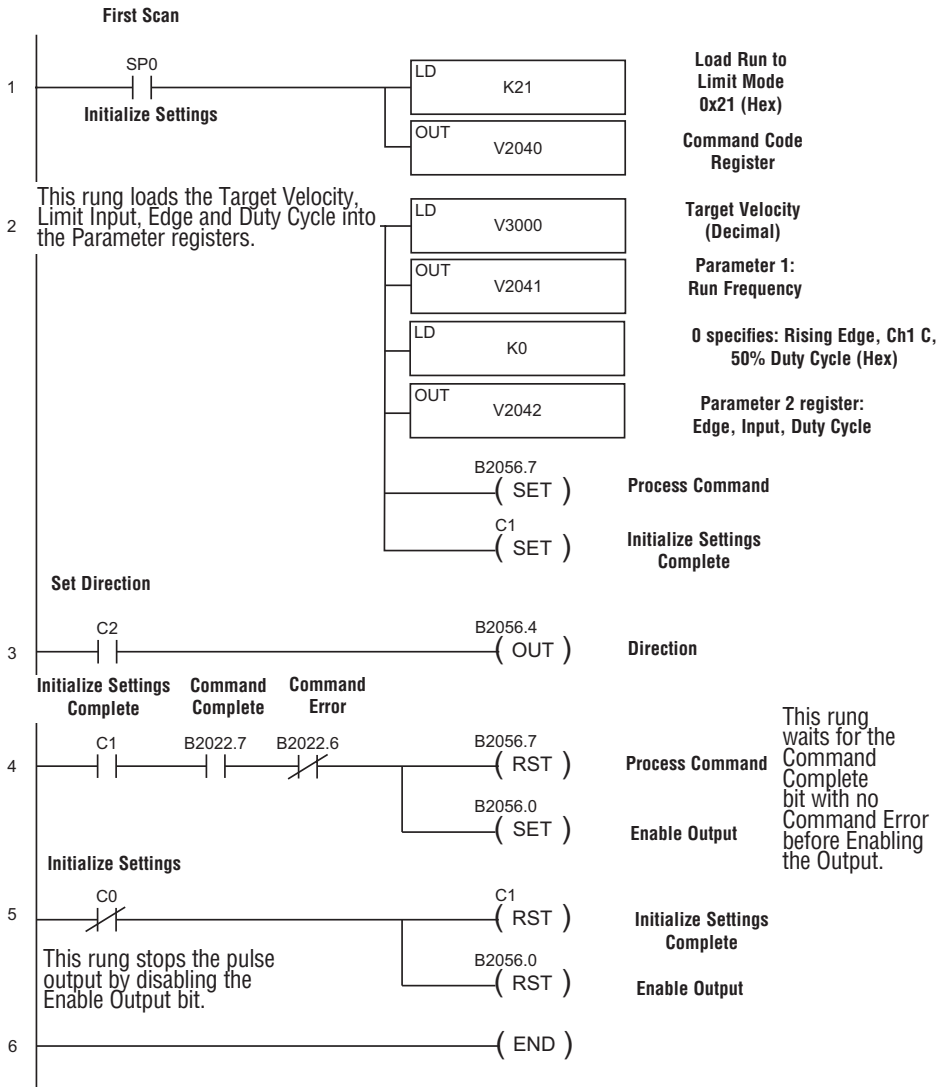 First Scan
1
SP0
Initialize Settings
LD
K21
Load Run to
Limit Mode
0x21 (Hex)
OUT
V2040
Command Code
Register
This rung loads the Target Velocity,
Limit Input, Edge and Duty Cycle into
the Parameter registers.
2
LD
V3000
Target Velocity
(Decimal)
OUT
V2041
Parameter 1:
Run Frequency
LD
K0
0 specifies: Rising Edge, Ch1 C,
50% Duty Cycle (Hex)
OUT
V2042
Parameter 2 register:
Edge, Input, Duty Cycle
B2056.7
( SET )
Process Command
C1
( SET )
Initialize Settings
Complete
Set Direction
3
C2
B2056.4
( OUT )
Direction
Initialize Settings
Complete
Command
Complete
Command
Error
4
C1
B2022.7
B2022.6
B2056.7
( RST )
Process Command
B2056.0
( SET )
Enable Output
This rung
waits for the
Command
Complete
bit with no
Command Error
before Enabling
the Output.
Initialize Settings
5
C0
C1
( RST )
Initialize Settings
Complete
This rung stops the pulse
output by disabling the
Enable Output bit.
B2056.0
( RST )
Enable Output
6
( END )